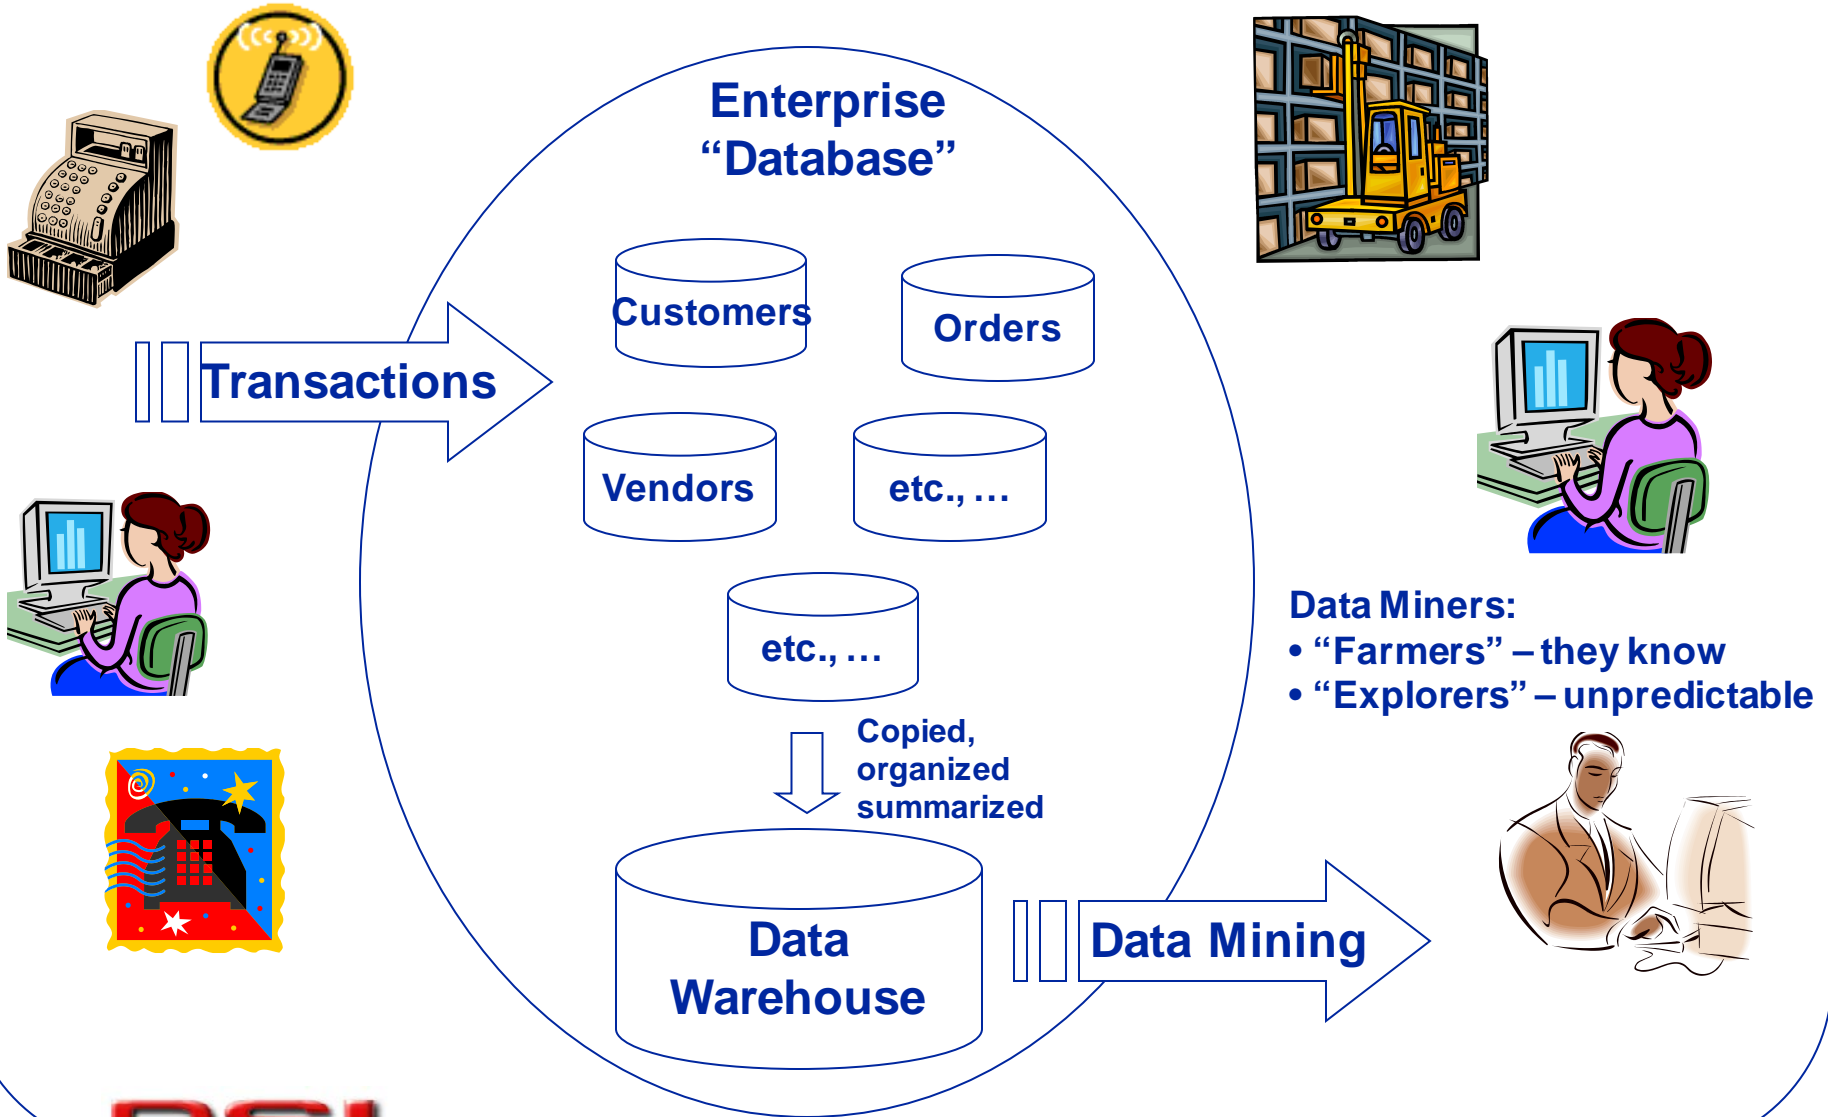 Enterprise
“Database”
Customers
Orders
Transactions
Vendors
etc., …
etc., …
Data Miners:
• “Farmers” – they know
• “Explorers” – unpredictable
Copied,
organized
summarized
Data
Warehouse
Data Mining